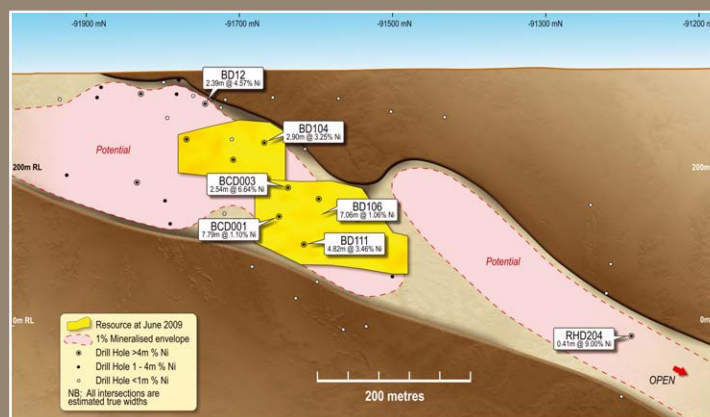 -91900 mN
-91700 mN
-91500 mN
-91300 mN
-91200 mN
BD12
2.39m @ 4.57% Ni
BD104
2.90m @ 3.25% Ni
Potential
200m RL
200m RL
BCD003
2.54m @ 6.64% Ni
BD106
7.06m @ 1.06% Ni
BCD001
7.79m @ 1.10% Ni
BD111
4.82m @ 3.46% Ni
Potential
0m RL
0m RL
RHD204
0.41m @ 9.00% Ni
OPEN
Resource at June 2009
1% Mineralised envelope
Drill Hole >4m % Ni
Drill Hole 1 - 4m % Ni
Drill Hole <1m % Ni
NB; All intersections are
estimated true widths
200 metres